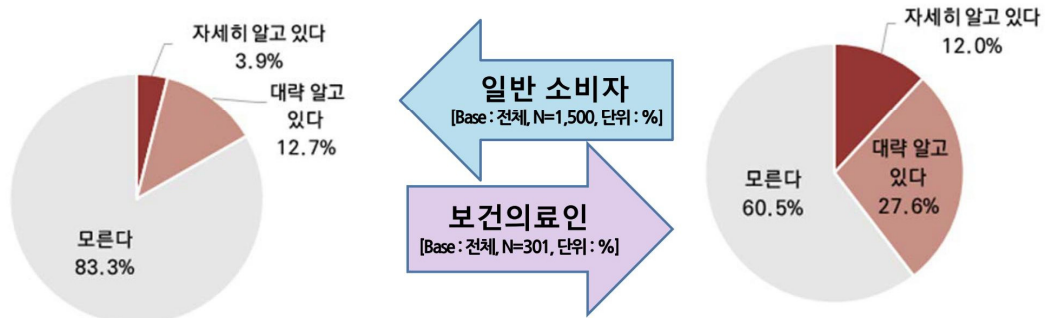 자세히 알고 있다
3.9%
대략 알고
있다
12.7%
모른다
83.3%
일반 소비자
[Base : 전체, N=1,500, 단위 : %]
보건의료인
[Base : 전체, N=301, 단위 : %]
자세히 알고 있다
12.0%
대략 알고
있다
27.6%
모른다
60.5%